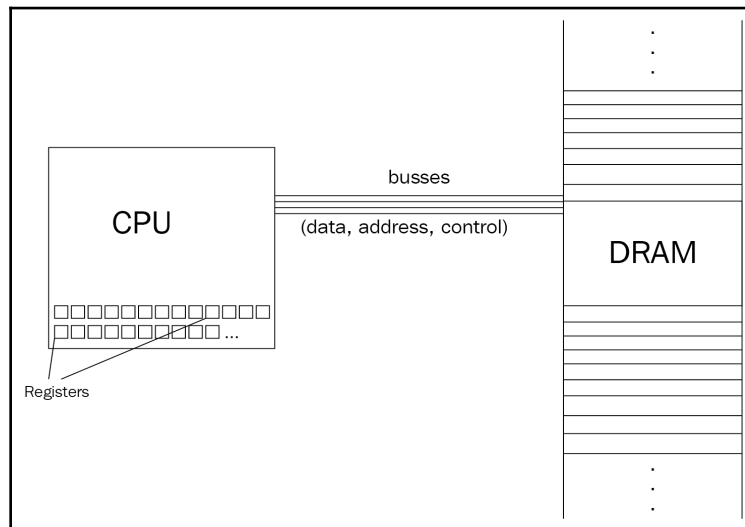 .
.
.
busses
CPU
(data, address, control)
DRAM
...
Registers
.
.
.